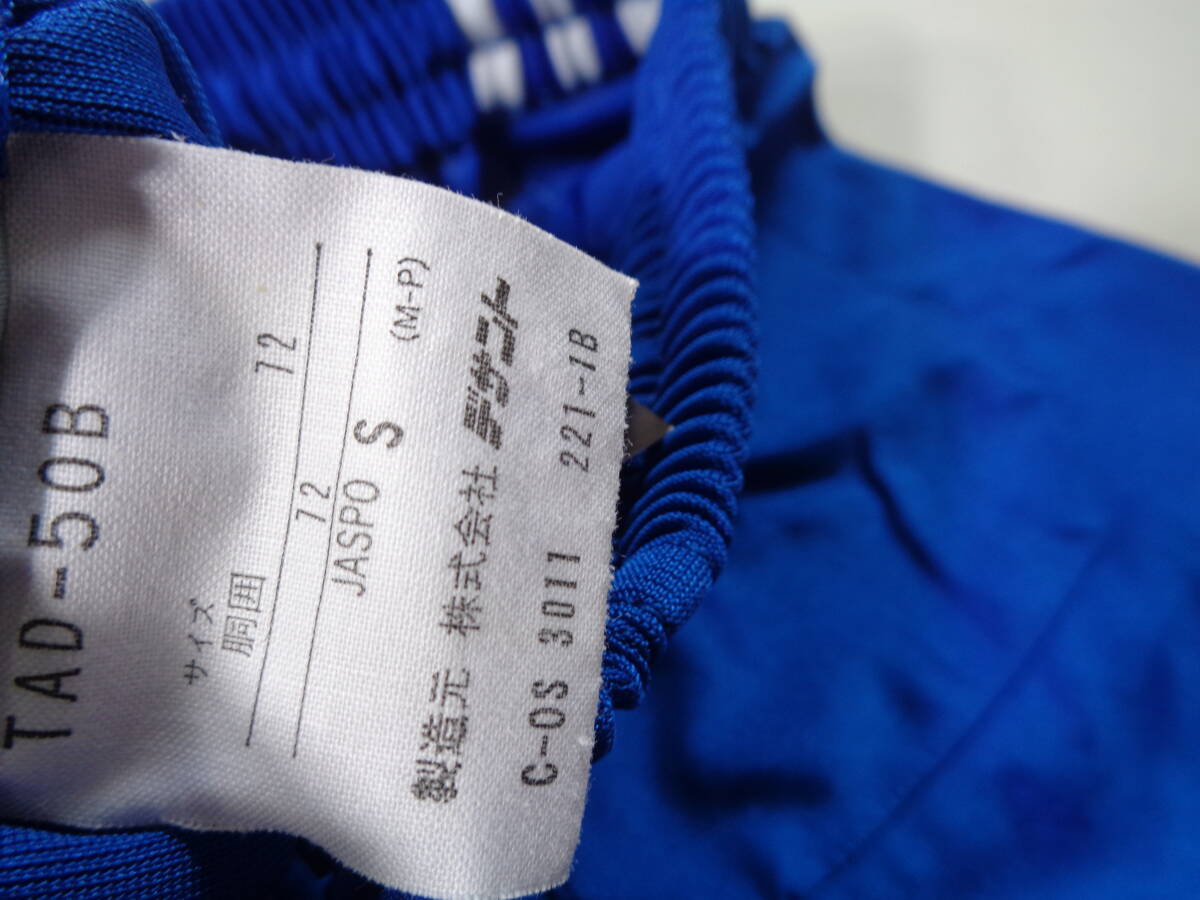 TAD-50B
サイズ
胴囲 72
72
JASPO S (M-P)
製造元 株式会社 デサント
C-OS 3011 221-1B